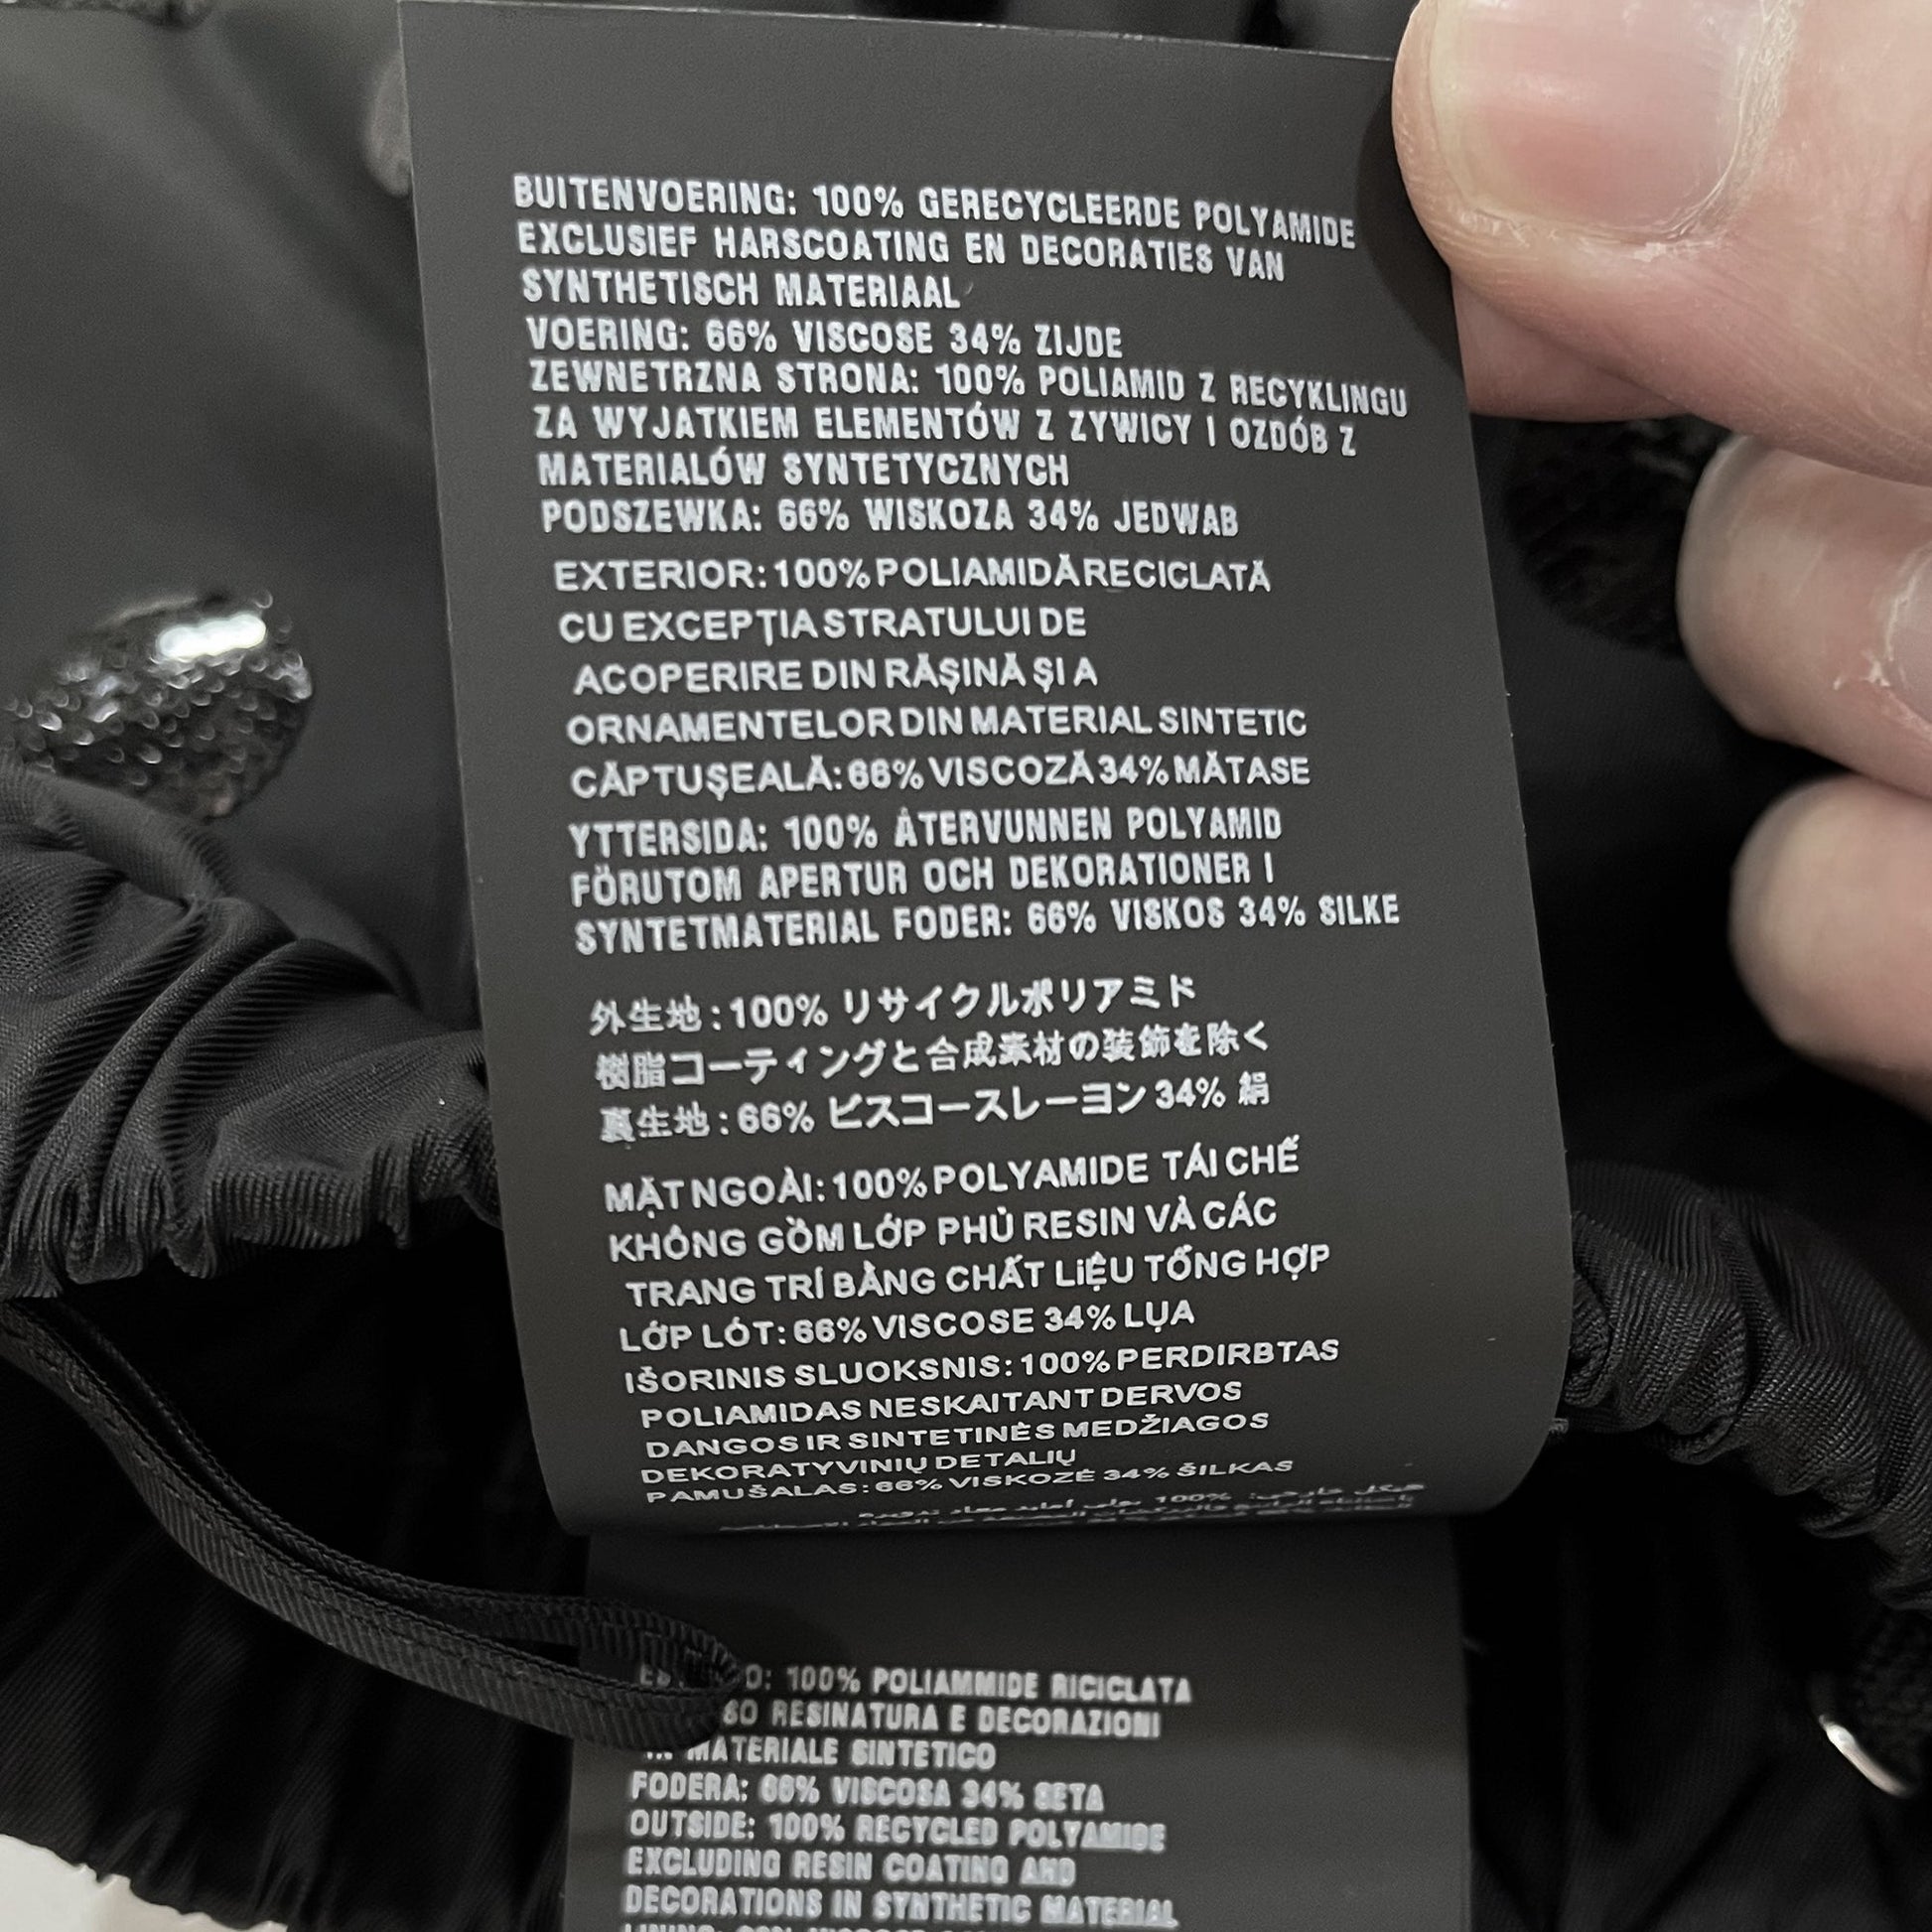 BUITENVOERING: 100% GERECYCLEERDE POLYAMIDE
EXCLUSIEF HARSCOATING EN DECORATIES VAN
SYNTHETISCH MATERIAAL
VOERING: 66% VISCOSE 34% ZIJDE
ZEWNETRZNA STRONA: 100% POLIAMID Z RECYKLINGU
ZA WYJATKIEM ELEMENTÓW Z ZYWICY I OZDÓB Z
MATERIALÓW SYNTETYCZNYCH
PODSZEWKA: 66% WISKOZA 34% JEDWAB
EXTERIOR: 100% POLIAMIDĂ RECICLATĂ
CU EXCEPȚIA STRATULUI DE
ACOPERIRE DIN RĂȘINĂ ȘI A
ORNAMENTELOR DIN MATERIAL SINTETIC
CĂPTUȘEALĂ: 66% VISCOZĂ 34% MĂTASE
YTTERSIDA: 100% ÅTERVUNNEN POLYAMID
FÖRUTOM APERTUR OCH DEKORATIONER I
SYNTETMATERIAL FODER: 66% VISKOS 34% SILKE
外生地 : 100% リサイクルポリアミド
樹脂コーティングと合成素材の装飾を除く
裏生地 : 66% ビスコースレーヨン 34% 絹
MẶT NGOÀI: 100% POLYAMIDE TÁI CHẾ
KHÔNG GỒM LỚP PHỦ RESIN VÀ CÁC
TRANG TRÍ BẰNG CHẤT LIỆU TỔNG HỢP
LỚP LÓT: 66% VISCOSE 34% LỤA
IŠORINIS SLUOKSNIS: 100% PERDIRBTAS
POLIAMIDAS NESKAITANT DERVOS
DANGOS IR SINTETINĖS MEDŽIAGOS
DEKORATYVINIŲ DETALIŲ
PAMUŠALAS: 66% VISKOZĖ 34% ŠILKAS
100% POLIAMMIDE RICICLATA
RESINATURA E DECORAZIONI
MATERIALE SINTETICO
FODERA: 66% VISCOSA 34% SETA
OUTSIDE: 100% RECYCLED POLYAMIDE
EXCLUDING RESIN COATING AND
DECORATIONS IN SYNTHETIC MATERIAL